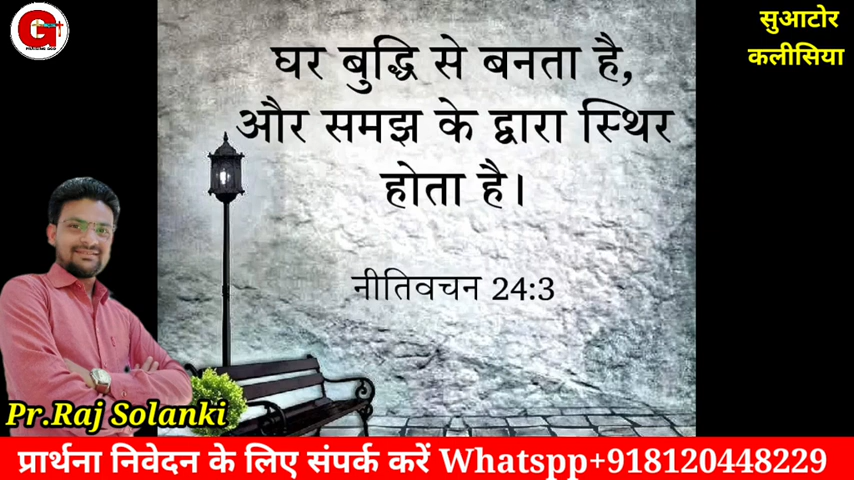 सुआटोर
कलीसिया
घर बुद्धि से बनता है,
और समझ के द्वारा स्थिर
होता है।
नीतिवचन 24:3
Pr.Raj Solanki
प्रार्थना निवेदन के लिए संपर्क करें Whatspp+918120448229